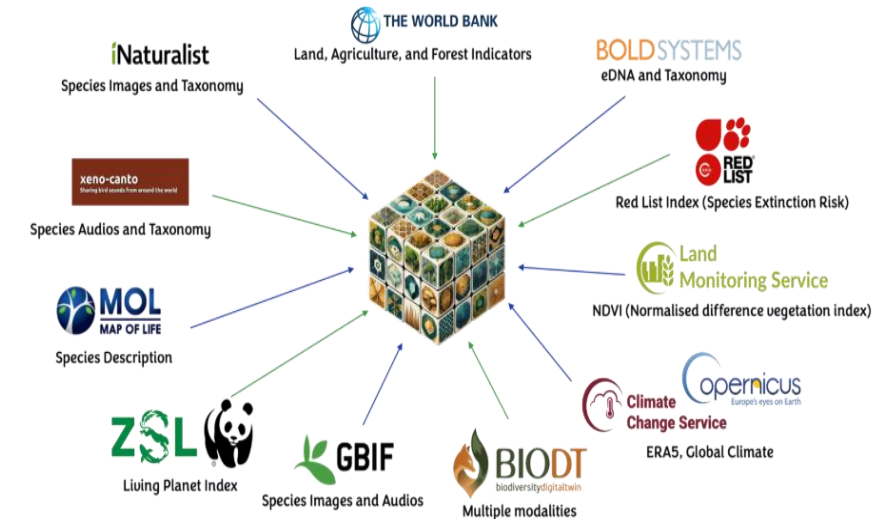 THE WORLD BANK
Land, Agriculture, and Forest Indicators
iNaturalist
Species Images and Taxonomy
BOLDSYSTEMS
eDNA and Taxonomy
xeno-canto
Sharing bird sounds from around the world
Species Audios and Taxonomy
RED
LIST
Red List Index (Species Extinction Risk)
Land
Monitoring Service
NDVI (Normalised difference vegetation index)
MOL
MAP OF LIFE
Species Description
opernicus
Europe's eyes on Earth
Climate
Change Service
ERA5, Global Climate
ZSL
Living Planet Index
GBIF
Species Images and Audios
BIODT
biodiversitydigitaltwin
Multiple modalities